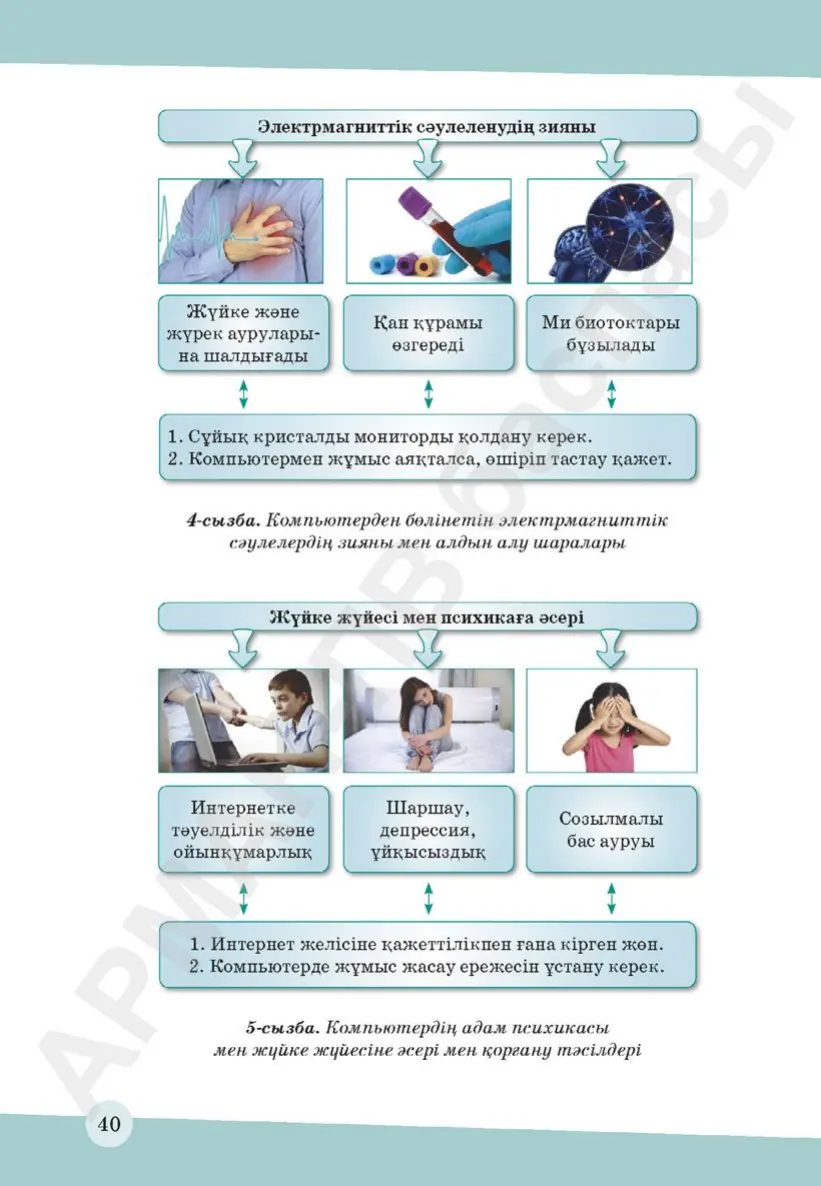 Электрмагниттік сәулеленудің зияны
Жүйке және
жүрек аурулары-
на шалдығады
Қан құрамы
өзгереді
Ми биотоктары
бұзылады
1. Сұйық кристалды мониторды қолдану керек.
2. Компьютермен жұмыс аяқталса, өшіріп тастау қажет.
4-сызба. Компьютерден бөлінетін электрмагниттік
сәулелердің зияны мен алдын алу шаралары
Жүйке жүйесі мен психикаға әсері
Интернетке
тәуелділік және
ойынқұмарлық
Шаршау,
депрессия,
ұйқысыздық
Созылмалы
бас ауруы
1. Интернет желісіне қажеттілікпен ғана кірген жөн.
2. Компьютерде жұмыс жасау ережесін ұстану керек.
5-сызба. Компьютердің адам психикасы
мен жүйке жүйесіне әсері мен қорғану тәсілдері
40
АРМАН-ПВ баспасы